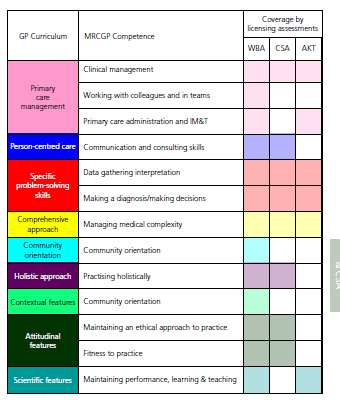 GP Curriculum
MRCGP Competence
Coverage by
licensing assessments
WBA
CSA
AKT
Primary
care
management
Clinical management
Working with colleagues and in teams
Primary care administration and IM&T
Person-centred care
Communication and consulting skills
Specific
problem-solving
skills
Data gathering interpretation
Making a diagnosis/making decisions
Comprehensive
approach
Managing medical complexity
Community
orientation
Community orientation
Holistic approach
Practising holistically
Contextual features
Community orientation
Attitudinal
features
Maintaining an ethical approach to practice
Fitness to practice
Scientific features
Maintaining performance, learning & teaching